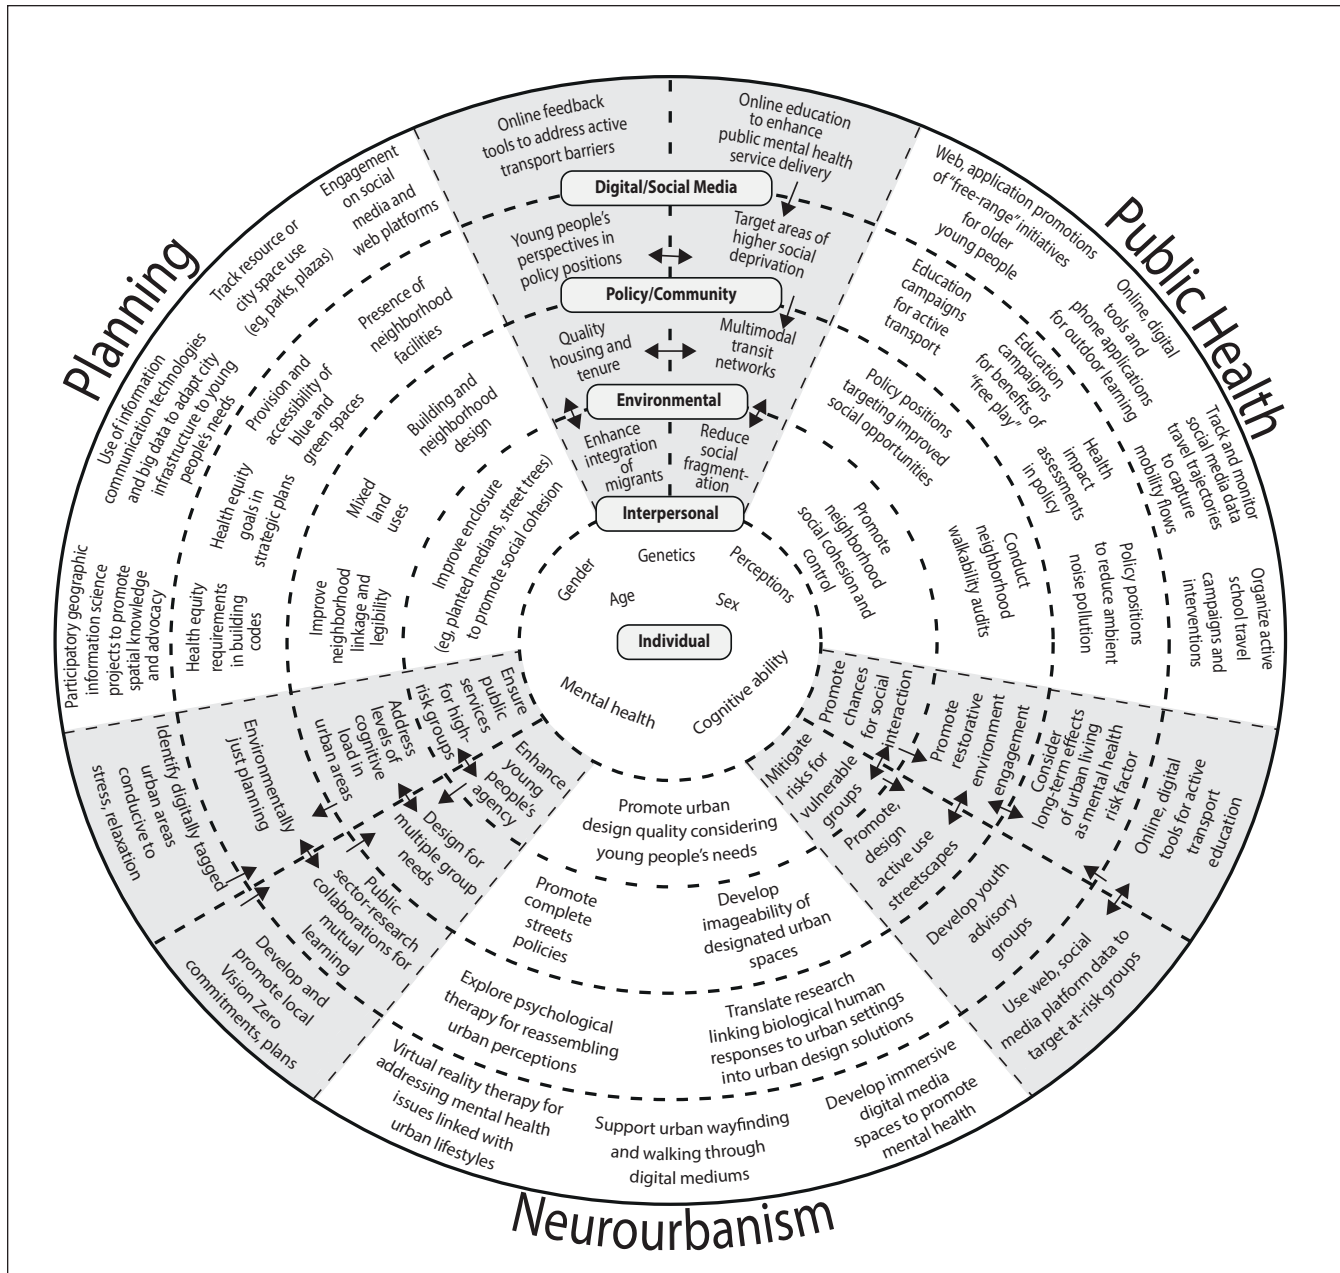 Planning
Public Health
Neurourbanism
Online feedback
tools to address active
transport barriers
Online education
to enhance
public mental health
service delivery
Digital/Social Media
Young people's
perspectives in
policy positions
Target areas of
higher social
deprivation
Policy/Community
Quality
housing and
tenure
Multimodal
transit
networks
Environmental
Enhance
integration
of
migrants
Reduce
social
fragment-
ation
Interpersonal
Genetics
Gender
Perceptions
Age
Sex
Individual
Mental health
Cognitive ability
Web, application promotions
of "free-range" initiatives
for older
young people
Online digital
tools and
phone applications
for outdoor learning
Track and monitor
social media data
travel trajectories
to capture
mobility flows
Organize active
school travel
campaigns and
interventions
Education
campaigns
for active
transport
Education
campaigns
for benefits of
"free play"
Health
impact
assessments
in policy
Policy positions
to reduce ambient
noise pollution
Policy positions
targeting improved
social opportunities
Conduct
neighborhood
walkability audits
Promote
neighborhood
social cohesion and
control
Promote
chances
for social
interaction
Promote
restorative
environment
engagement
Consider
long-term effects
of urban living
as mental health
risk factor
Online, digital
tools for active
transport
education
Mitigate
risks for
vulnerable
groups
Promote,
design
active use
streetscapes
Develop youth
advisory
groups
Use web, social
media platform data to
target at-risk groups
Promote urban
design quality considering
young people's needs
Promote
complete
streets
policies
Develop
imageability of
designated urban
spaces
Explore psychological
therapy for reassembling
urban perceptions
Translate research
linking biological human
responses to urban settings
into urban design solutions
Virtual reality therapy for
addressing mental health
issues linked with
urban lifestyles
Support urban wayfinding
and walking through
digital mediums
Develop immersive
digital media
spaces to promote
mental health
Enhance
young
people's
agency
Design for
multiple group
needs
Public
sector-research
collaborations for
mutual
learning
Develop and
promote local
Vision Zero
commitments, plans
Ensure
public
services
for high-
risk groups
Address
levels of
cognitive
load in
urban areas
Environmentally
just planning
Identify digitally tagged
urban areas
conducive to
stress, relaxation
Engagement
on social
media and
web platforms
Track resource or
city space use
(eg, parks, plazas)
Use of information
communication technologies
and big data to adapt city
infrastructure to young
people's needs
Participatory geographic
information science
projects to promote
spatial knowledge
and advocacy
Presence of
neighborhood
facilities
Provision and
accessibility of
blue and
green spaces
Health equity
goals in
strategic plans
Health equity
requirements
in building
codes
Building and
neighborhood
design
Mixed
land
uses
Improve
neighborhood
linkage and
legibility
Improve enclosure
(eg, planted medians, street trees)
to promote social cohesion